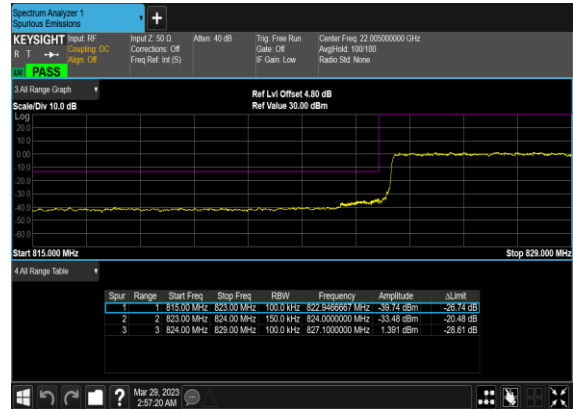 Spectrum Analyzer 1
Spurious Emissions
KEYSIGHT Input: RF Input Z: 50 Ω Atten: 40 dB Trig: Free Run Center Freq: 22.005000000 GHz
R T Coupling: DC Corrections: Off Gate: Off Avg|Hold: 100/100
Align: Off Freq Ref: Int (S) IF Gain: Low Radio Std: None
PASS
3 All Range Graph Ref Lvl Offset 4.80 dB
Scale/Div 10.0 dB Ref Value 30.00 dBm
Log
20.0
10.0
0.00
-10.0
-20.0
-30.0
-40.0
-50.0
-60.0
Start 815.000 MHz Stop 829.000 MHz
4 All Range Table
Spur Range Start Freq Stop Freq RBW Frequency Amplitude ΔLimit
1 1 815.00 MHz 823.00 MHz 100.0 kHz 822.9466667 MHz -39.74 dBm -26.74 dB
2 2 823.00 MHz 824.00 MHz 150.0 kHz 824.0000000 MHz -33.48 dBm -20.48 dB
3 3 824.00 MHz 829.00 MHz 100.0 kHz 827.1000000 MHz 1.391 dBm -28.61 dB
? Mar 29, 2023
2:57:20 AM